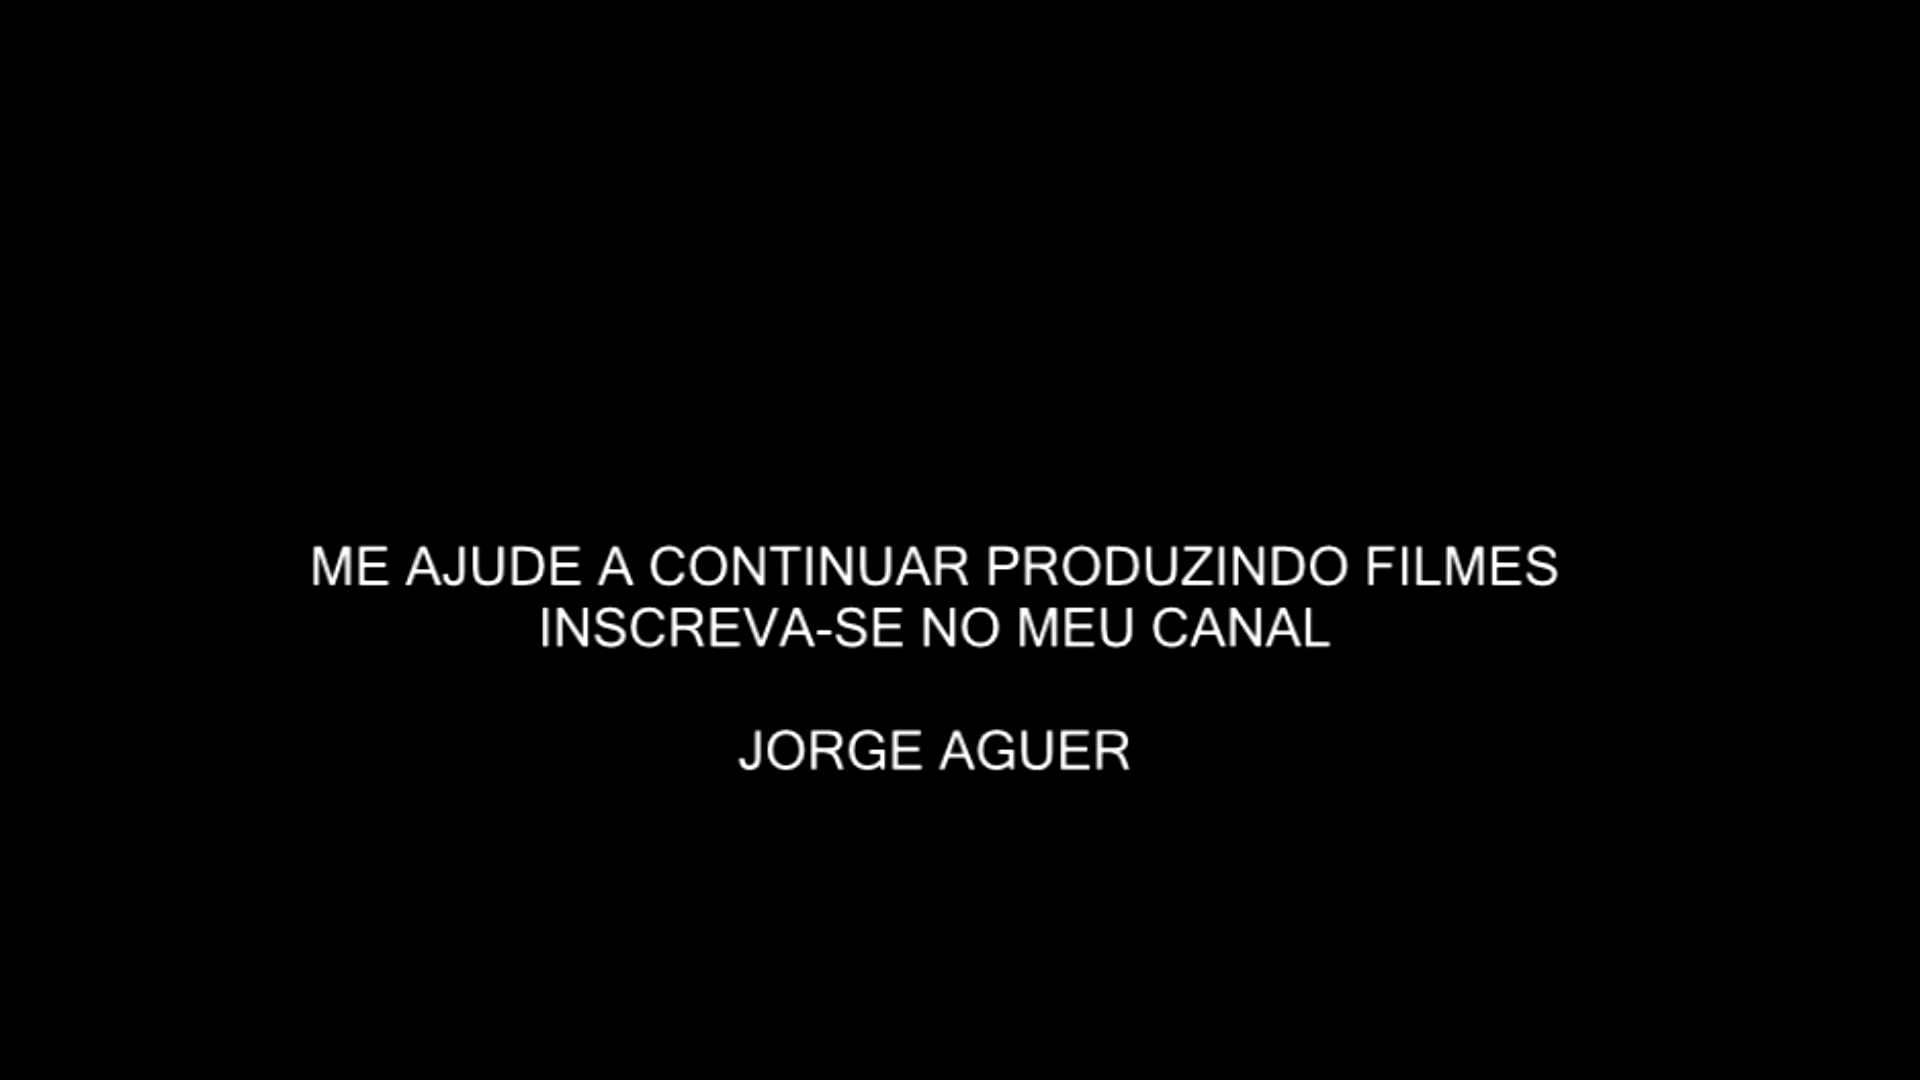 ME AJUDE A CONTINUAR PRODUZINDO FILMES
INSCREVA-SE NO MEU CANAL
JORGE AGUER